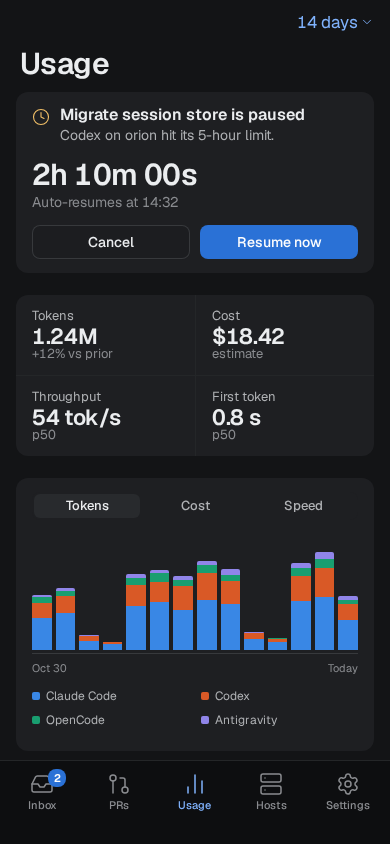 14 days
Usage
Migrate session store is paused
Codex on orion hit its 5-hour limit.
2h 10m 00s
Auto-resumes at 14:32
Cancel
Resume now
Tokens
1.24M
+12% vs prior
Cost
$18.42
estimate
Throughput
54 tok/s
p50
First token
0.8 s
p50
Tokens
Cost
Speed
Oct 30
Today
Claude Code
Codex
OpenCode
Antigravity
2
Inbox
PRs
Usage
Hosts
Settings